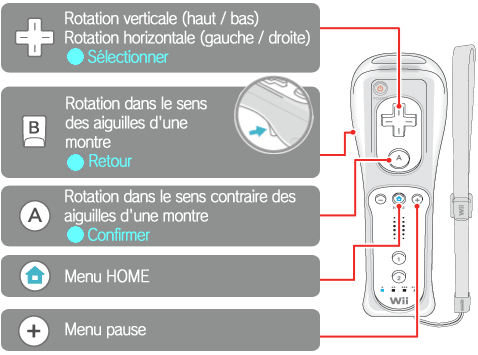 Rotation verticale (haut / bas)
Rotation horizontale (gauche / droite)
Sélectionner
B
Rotation dans le sens
des aiguilles d'une
montre
Retour
A
Rotation dans le sens contraire des
aiguilles d'une montre
Confirmer
Menu HOME
+
Menu pause
A
1
2
Wii
Wii